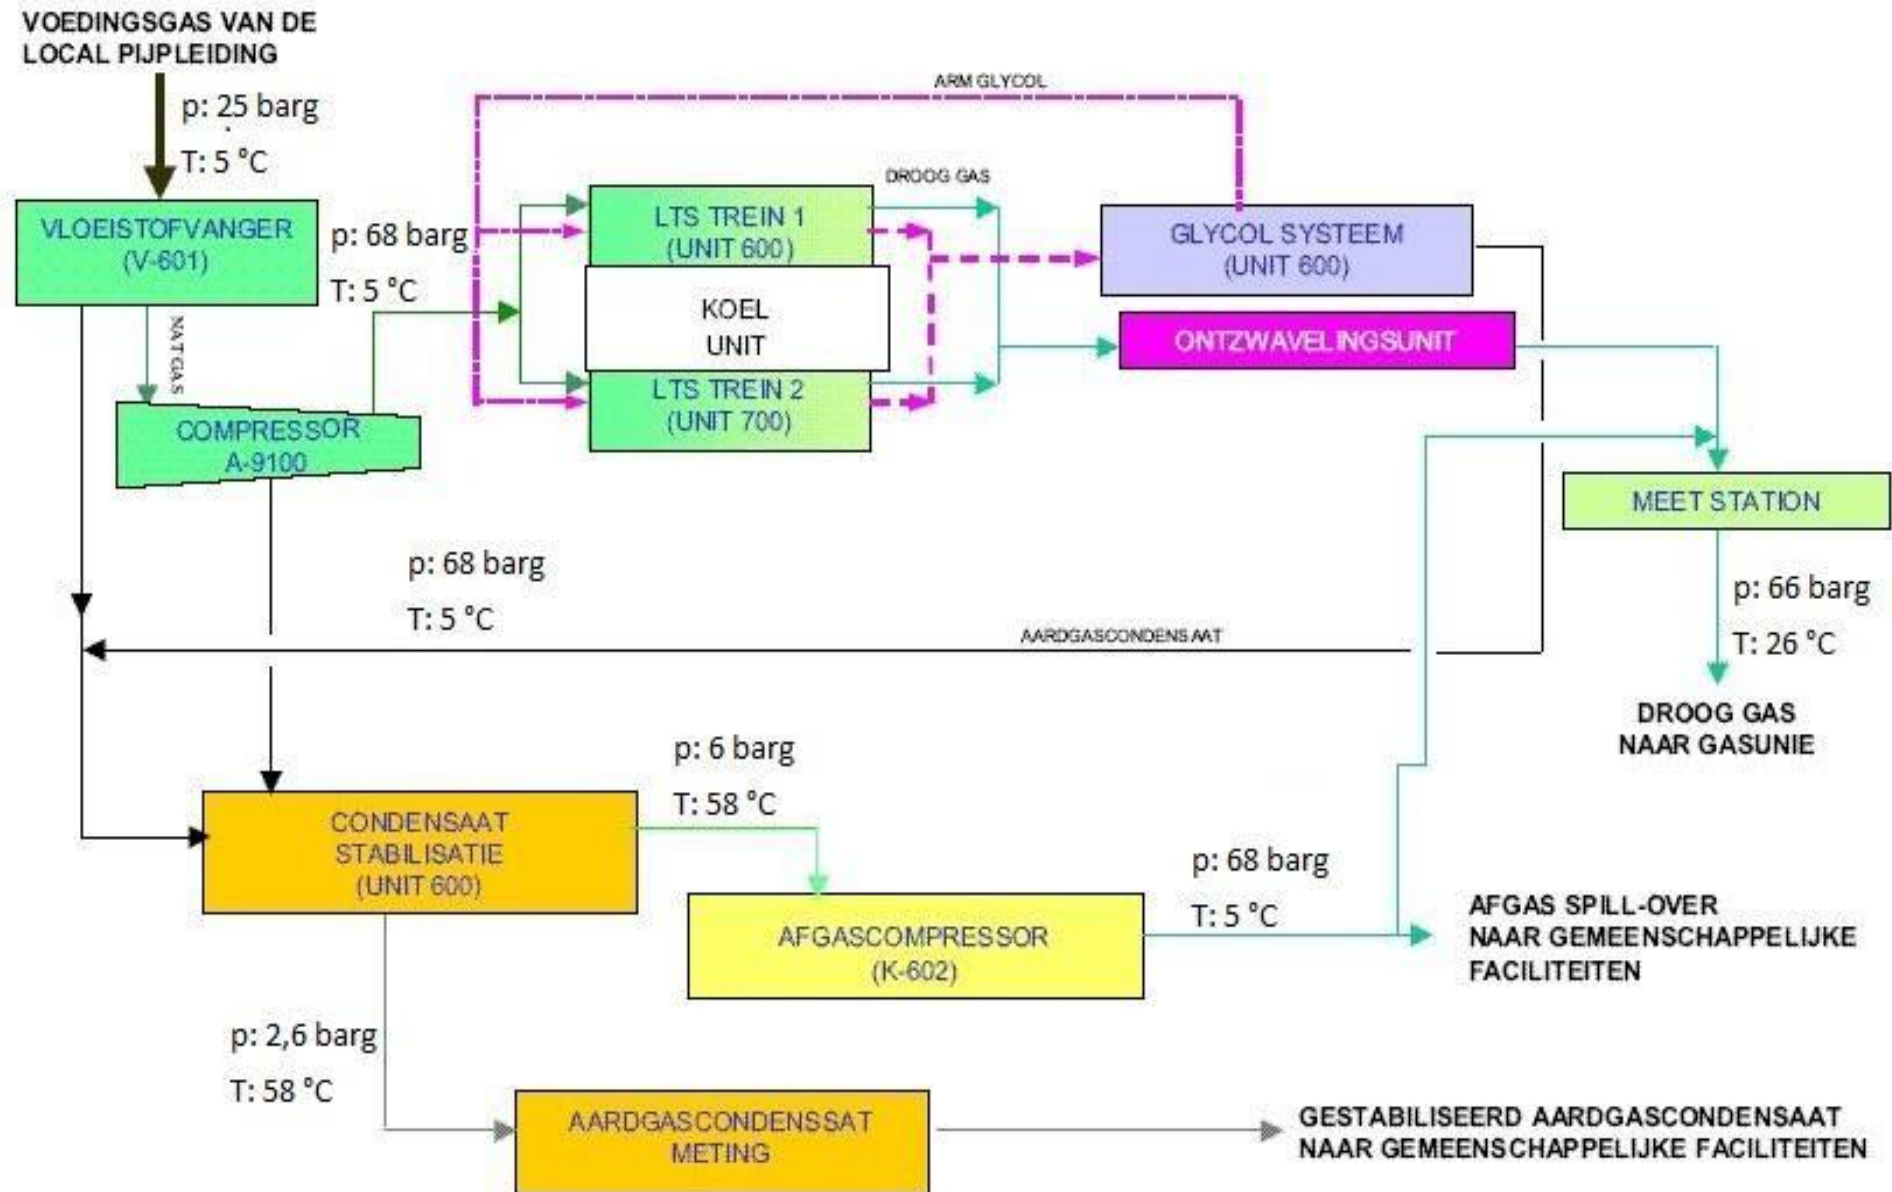 VOEDINGSGAS VAN DE
LOCAL PIJPLEIDING
p: 25 barg
T: 5 °C
ARM GLYCOL
VLOEISTOFVANGER
(V-601)
p: 68 barg
T: 5 °C
NAT GAS
LTS TREIN 1
(UNIT 600)
KOEL
UNIT
LTS TREIN 2
(UNIT 700)
DROOG GAS
GLYCOL SYSTEEM
(UNIT 600)
ONTZWAVELINGSUNIT
COMPRESSOR
A-9100
MEET STATION
p: 68 barg
T: 5 °C
AARDGASCONDENSAAT
p: 66 barg
T: 26 °C
DROOG GAS
NAAR GASUNIE
p: 6 barg
T: 58 °C
CONDENSAAT
STABILISATIE
(UNIT 600)
AFGASCOMPRESSOR
(K-602)
p: 68 barg
T: 5 °C
AFGAS SPILL-OVER
NAAR GEMEENSCHAPPELIJKE
FACILITEITEN
p: 2,6 barg
T: 58 °C
AARDGASCONDENSSAT
METING
GESTABILISEERD AARDGASCONDENSAAT
NAAR GEMEENSCHAPPELIJKE FACILITEITEN